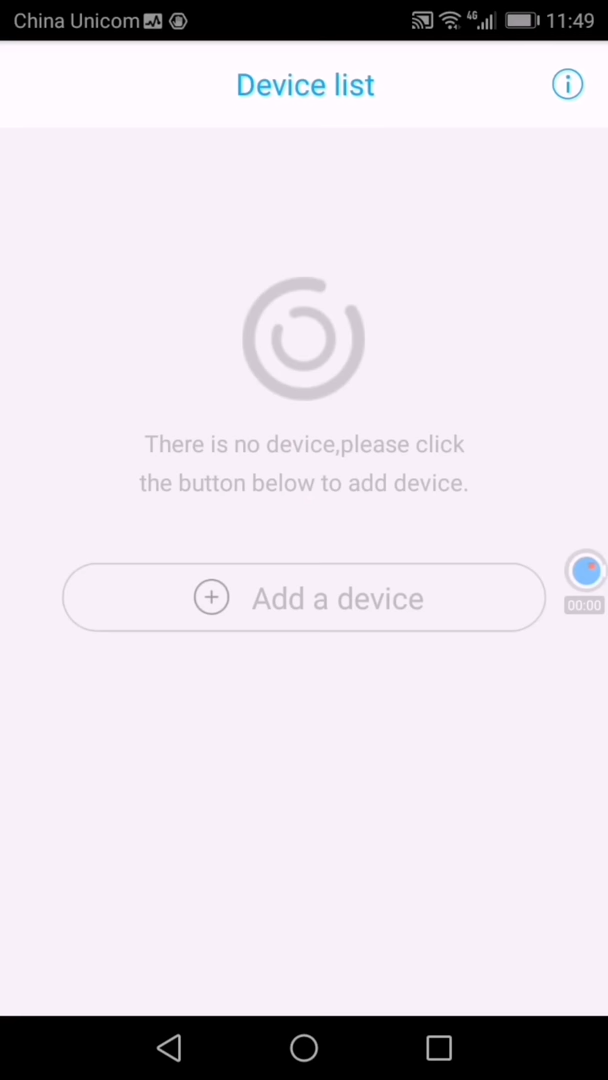 China Unicom
4G
11:49
Device list
There is no device,please click
the button below to add device.
Add a device
00:00